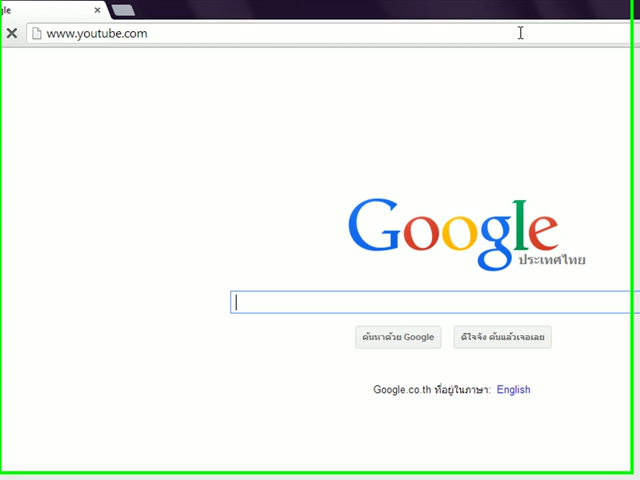 gle
www.youtube.com
Google
ประเทศไทย
ค้นหาด้วย Google
ดีใจจัง ค้นแล้วเจอเลย
Google.co.th ที่อยู่ในภาษา: English